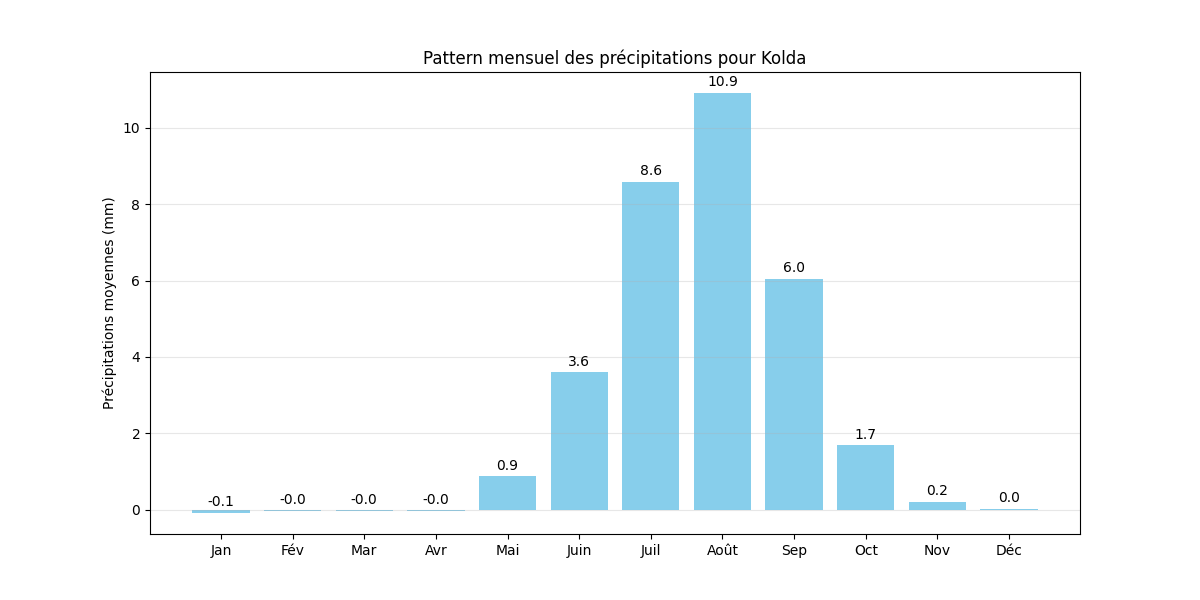 Pattern mensuel des précipitations pour Kolda
Précipitations moyennes (mm)
10
8
6
4
2
0
-0.1
-0.0
-0.0
-0.0
0.9
3.6
8.6
10.9
6.0
1.7
0.2
0.0
Jan
Fév
Mar
Avr
Mai
Juin
Juil
Août
Sep
Oct
Nov
Déc